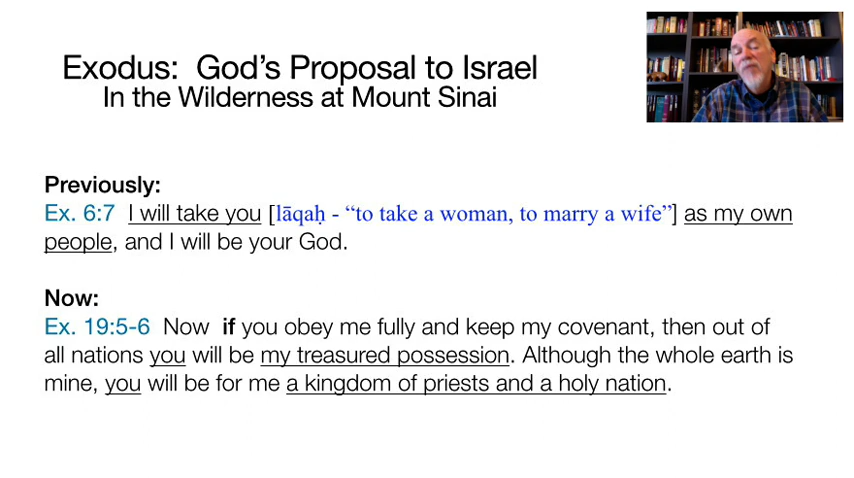 Exodus: God's Proposal to Israel
In the Wilderness at Mount Sinai
Previously:
Ex. 6:7 I will take you [lāqaḥ - “to take a woman, to marry a wife”] as my own
people, and I will be your God.
Now:
Ex. 19:5-6 Now if you obey me fully and keep my covenant, then out of
all nations you will be my treasured possession. Although the whole earth is
mine, you will be for me a kingdom of priests and a holy nation.